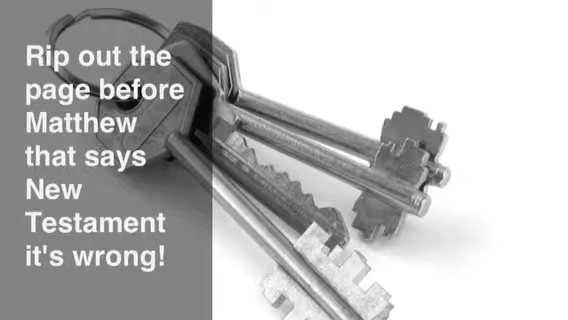 Rip out the
page before
Matthew
that says
New
Testament
it's wrong!